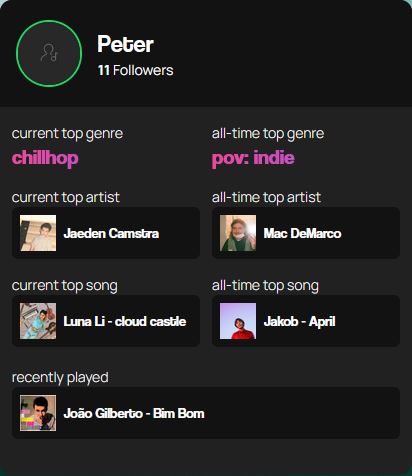 Peter
11 Followers
current top genre
all-time top genre
chillhop
pov: indie
current top artist
all-time top artist
Jaeden Camstra
Mac DeMarco
current top song
all-time top song
Luna Li - cloud castle
Jakob - April
recently played
João Gilberto - Bim Bom